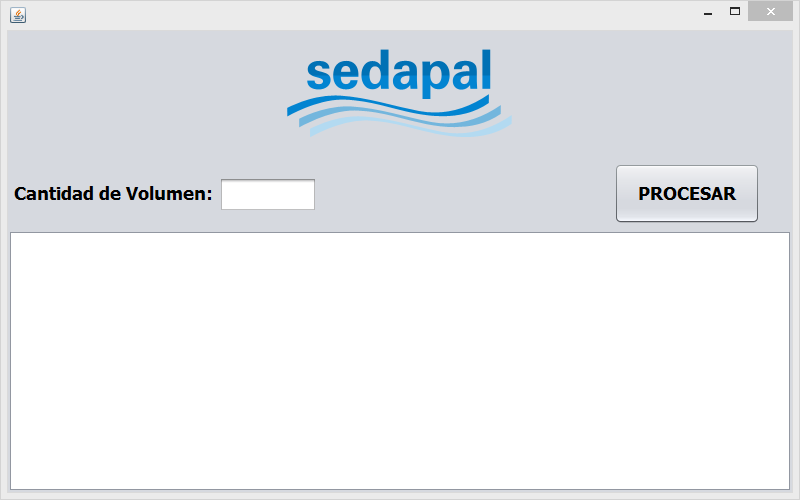 sedapal
Cantidad de Volumen:
PROCESAR